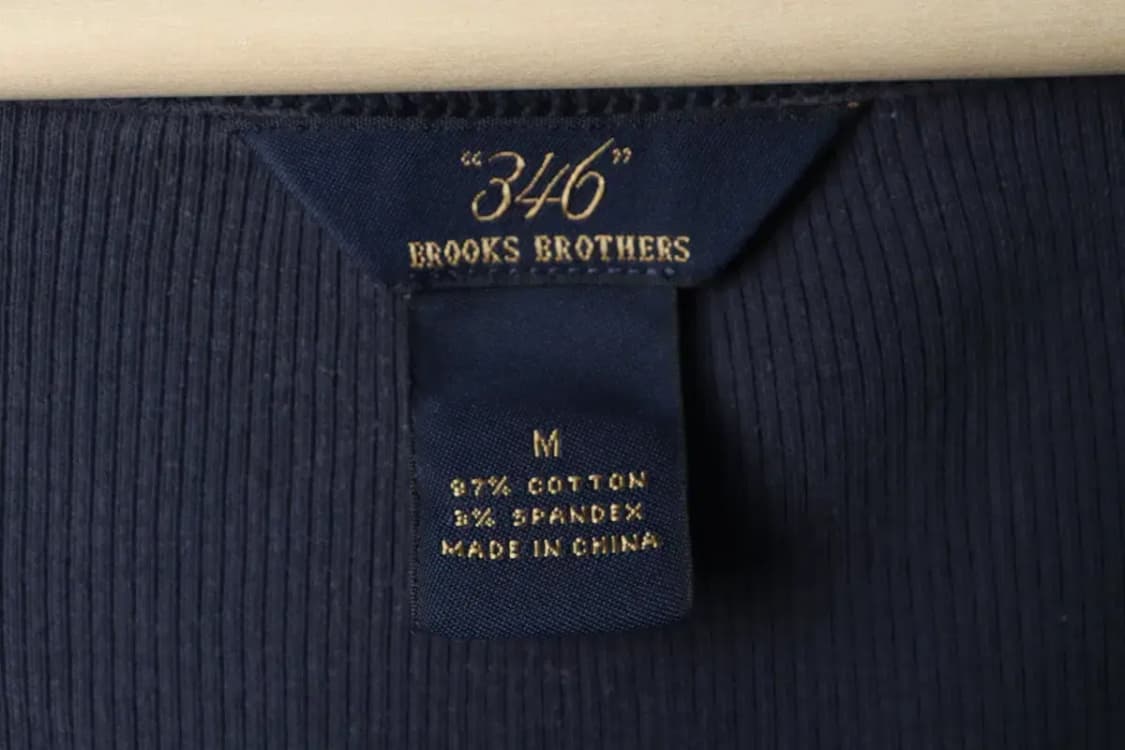 "346"
BROOKS BROTHERS
M
97% COTTON
3% SPANDEX
MADE IN CHINA